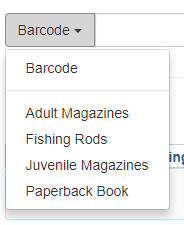 Barcode
Barcode
Adult Magazines
Fishing Rods
Juvenile Magazines
Paperback Book